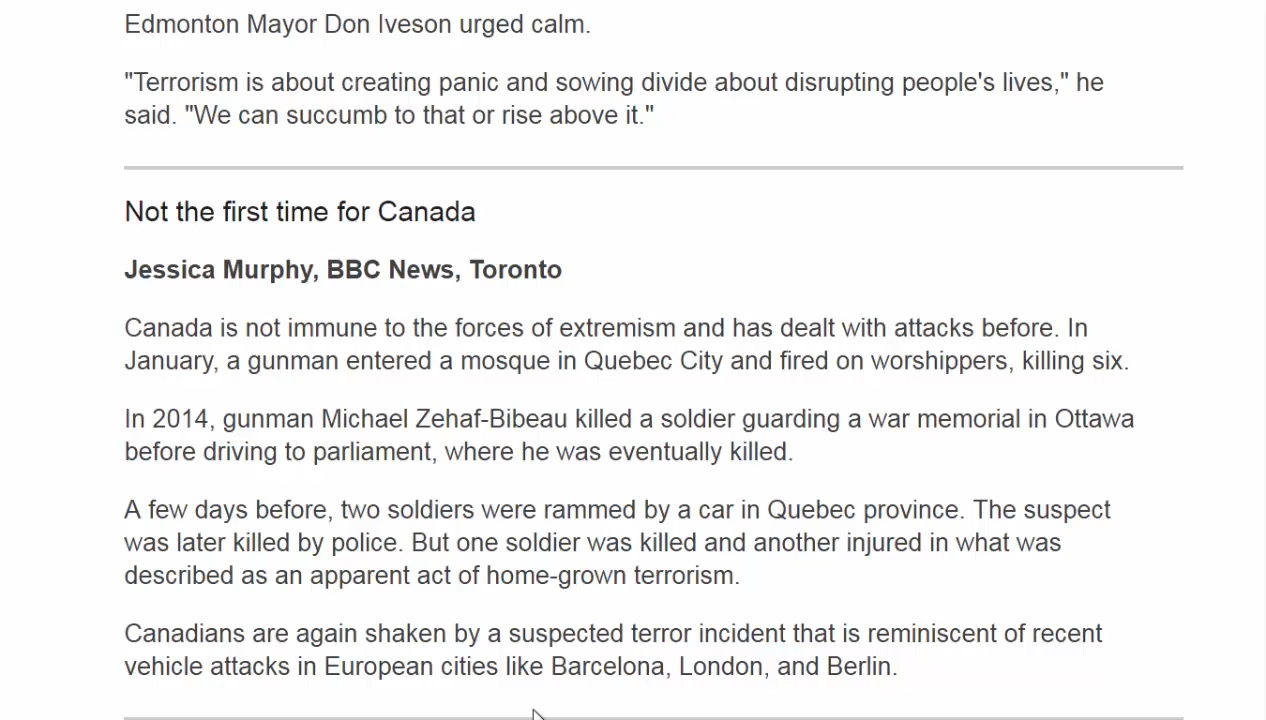 Edmonton Mayor Don Iveson urged calm.
"Terrorism is about creating panic and sowing divide about disrupting people's lives," he
said. "We can succumb to that or rise above it."
Not the first time for Canada
Jessica Murphy, BBC News, Toronto
Canada is not immune to the forces of extremism and has dealt with attacks before. In
January, a gunman entered a mosque in Quebec City and fired on worshippers, killing six.
In 2014, gunman Michael Zehaf-Bibeau killed a soldier guarding a war memorial in Ottawa
before driving to parliament, where he was eventually killed.
A few days before, two soldiers were rammed by a car in Quebec province. The suspect
was later killed by police. But one soldier was killed and another injured in what was
described as an apparent act of home-grown terrorism.
Canadians are again shaken by a suspected terror incident that is reminiscent of recent
vehicle attacks in European cities like Barcelona, London, and Berlin.